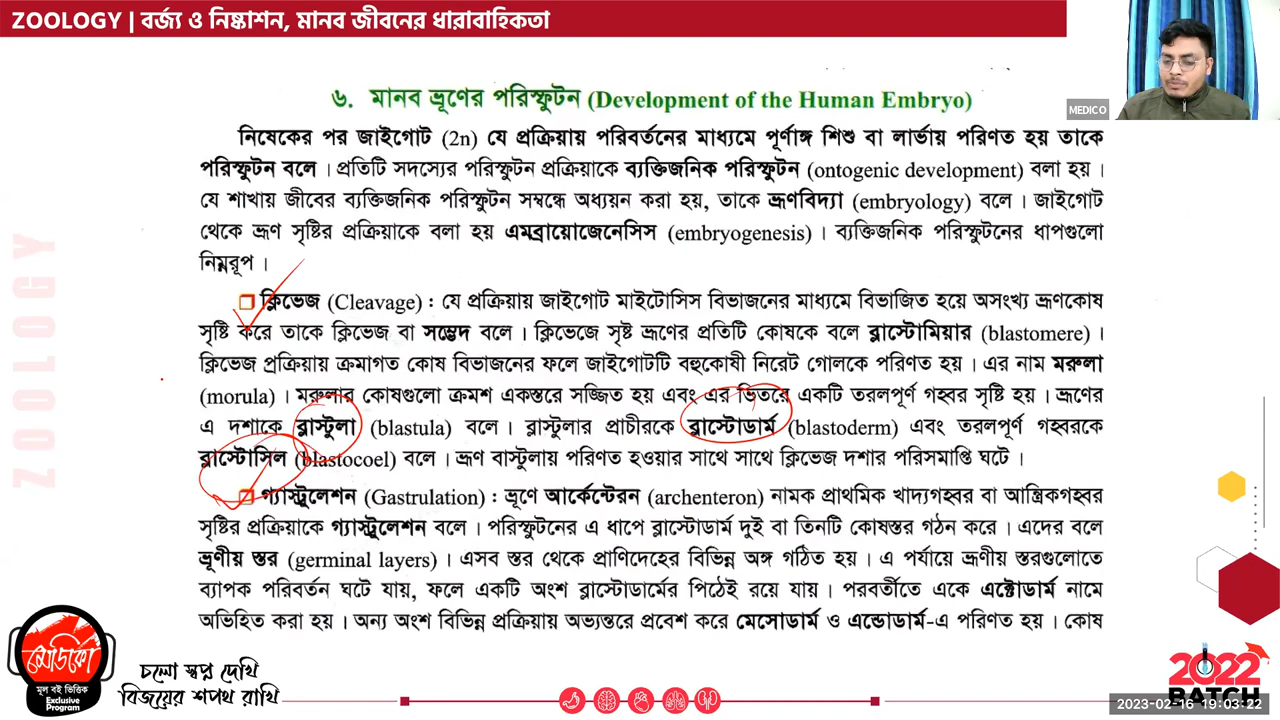 ZOOLOGY | বর্জ্য ও নিষ্কাশন, মানব জীবনের ধারাবাহিকতা
MEDICO
৬. মানব ভ্রূণের পরিস্ফুটন (Development of the Human Embryo)
নিষেকের পর জাইগোট (2n) যে প্রক্রিয়ায় পরিবর্তনের মাধ্যমে পূর্ণাঙ্গ শিশু বা লার্ভায় পরিণত হয় তাকে
পরিস্ফুটন বলে। প্রতিটি সদস্যের পরিস্ফুটন প্রক্রিয়াকে ব্যক্তিজনিক পরিস্ফুটন (ontogenic development) বলা হয়।
যে শাখায় জীবের ব্যক্তিজনিক পরিস্ফুটন সম্বন্ধে অধ্যয়ন করা হয়, তাকে ভ্রূণবিদ্যা (embryology) বলে। জাইগোট
থেকে ভ্রূণ সৃষ্টির প্রক্রিয়াকে বলা হয় এমব্রায়োজেনেসিস (embryogenesis)। ব্যক্তিজনিক পরিস্ফুটনের ধাপগুলো
নিম্নরূপ।
ক্লিভেজ (Cleavage) : যে প্রক্রিয়ায় জাইগোট মাইটোসিস বিভাজনের মাধ্যমে বিভাজিত হয়ে অসংখ্য ভ্রূণকোষ
সৃষ্টি করে তাকে ক্লিভেজ বা সম্ভেদ বলে। ক্লিভেজে সৃষ্ট ভ্রূণের প্রতিটি কোষকে বলে ব্লাস্টোমিয়ার (blastomere)।
ক্লিভেজ প্রক্রিয়ায় ক্রমাগত কোষ বিভাজনের ফলে জাইগোটটি বহুকোষী নিরেট গোলকে পরিণত হয়। এর নাম মরুলা
(morula)। মরুলার কোষগুলো ক্রমশ একস্তরে সজ্জিত হয় এবং এর ভিতরে একটি তরলপূর্ণ গহ্বর সৃষ্টি হয়। ভ্রূণের
এ দশাকে ব্লাস্টুলা (blastula) বলে। ব্লাস্টুলার প্রাচীরকে ব্লাস্টোডার্ম (blastoderm) এবং তরলপূর্ণ গহ্বরকে
ব্লাস্টোসিল (blastocoel) বলে। ভ্রূণ বাস্টুলায় পরিণত হওয়ার সাথে সাথে ক্লিভেজ দশার পরিসমাপ্তি ঘটে।
গ্যাস্ট্রুলেশন (Gastrulation) : ভ্রূণে আর্কেন্টেরন (archenteron) নামক প্রাথমিক খাদ্যগহ্বর বা আন্ত্রিকগহ্বর
সৃষ্টির প্রক্রিয়াকে গ্যাস্ট্রুলেশন বলে। পরিস্ফুটনের এ ধাপে ব্লাস্টোডার্ম দুই বা তিনটি কোষস্তর গঠন করে। এদের বলে
ভ্রূণীয় স্তর (germinal layers)। এসব স্তর থেকে প্রাণিদেহের বিভিন্ন অঙ্গ গঠিত হয়। এ পর্যায়ে ভ্রূণীয় স্তরগুলোতে
ব্যাপক পরিবর্তন ঘটে যায়, ফলে একটি অংশ ব্লাস্টোডার্মের পিঠেই রয়ে যায়। পরবর্তীতে একে এক্টোডার্ম নামে
অভিহিত করা হয়। অন্য অংশ বিভিন্ন প্রক্রিয়ায় অভ্যন্তরে প্রবেশ করে মেসোডার্ম ও এন্ডোডার্ম-এ পরিণত হয়। কোষ
ZOOLOGY
মেডিকো
মূল বই ভিত্তিক
Exclusive
Program
চলো স্বপ্ন দেখি
বিজয়ের শপথ রাখি
2022
BATCH
2023-02-16 19:03:22